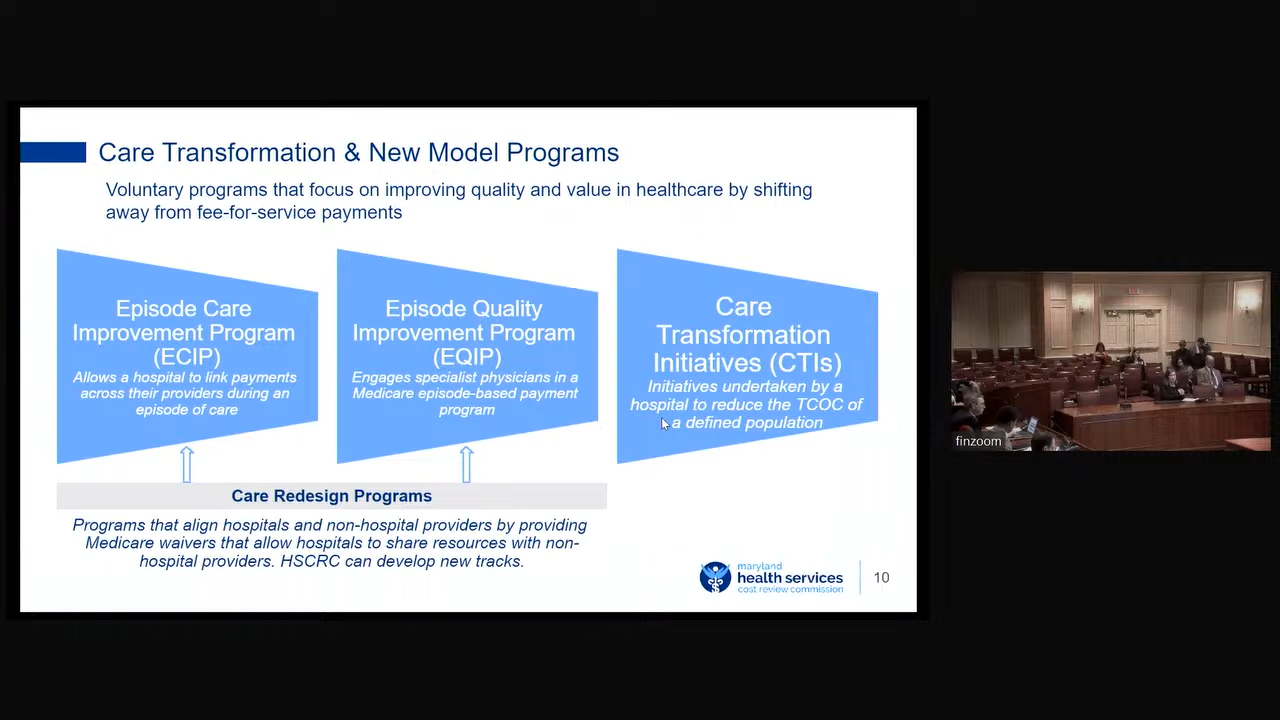 Care Transformation & New Model Programs
Voluntary programs that focus on improving quality and value in healthcare by shifting
away from fee-for-service payments
Episode Care
Improvement Program
(ECIP)
Allows a hospital to link payments
across their providers during an
episode of care
Episode Quality
Improvement Program
(EQIP)
Engages specialist physicians in a
Medicare episode-based payment
program
Care
Transformation
Initiatives (CTIs)
Initiatives undertaken by a
hospital to reduce the TCOC of
a defined population
Care Redesign Programs
Programs that align hospitals and non-hospital providers by providing
Medicare waivers that allow hospitals to share resources with non-
hospital providers. HSCRC can develop new tracks.
maryland
health services
cost review commission
10
finzoom